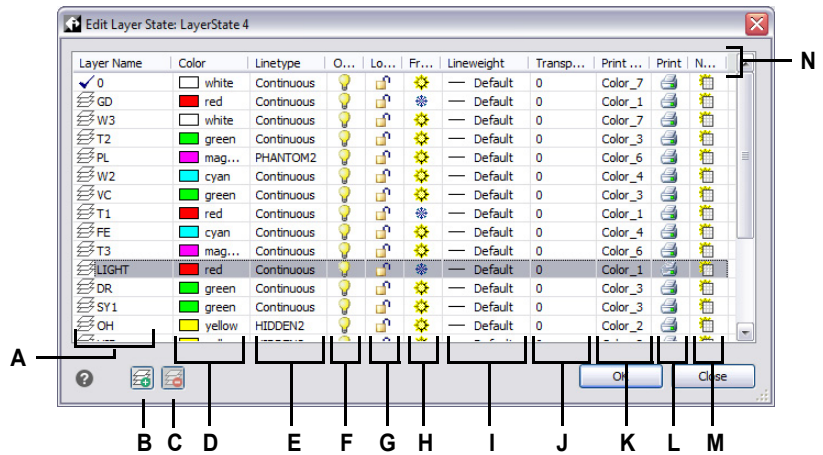 Edit Layer State: LayerState 4
Layer Name Color Linetype O... Lo... Fr... Lineweight Transp... Print ... Print N...
N
0 white Continuous Default 0 Color_7
GD red Continuous Default 0 Color_1
W3 white Continuous Default 0 Color_7
T2 green Continuous Default 0 Color_3
PL mag... PHANTOM2 Default 0 Color_6
W2 cyan Continuous Default 0 Color_4
VC green Continuous Default 0 Color_3
T1 red Continuous Default 0 Color_1
FE cyan Continuous Default 0 Color_4
T3 mag... Continuous Default 0 Color_6
LIGHT red Continuous Default 0 Color_1
DR green Continuous Default 0 Color_3
SY1 green Continuous Default 0 Color_3
OH yellow HIDDEN2 Default 0 Color_2
A
? OK Close
B C D E F G H I J K L M